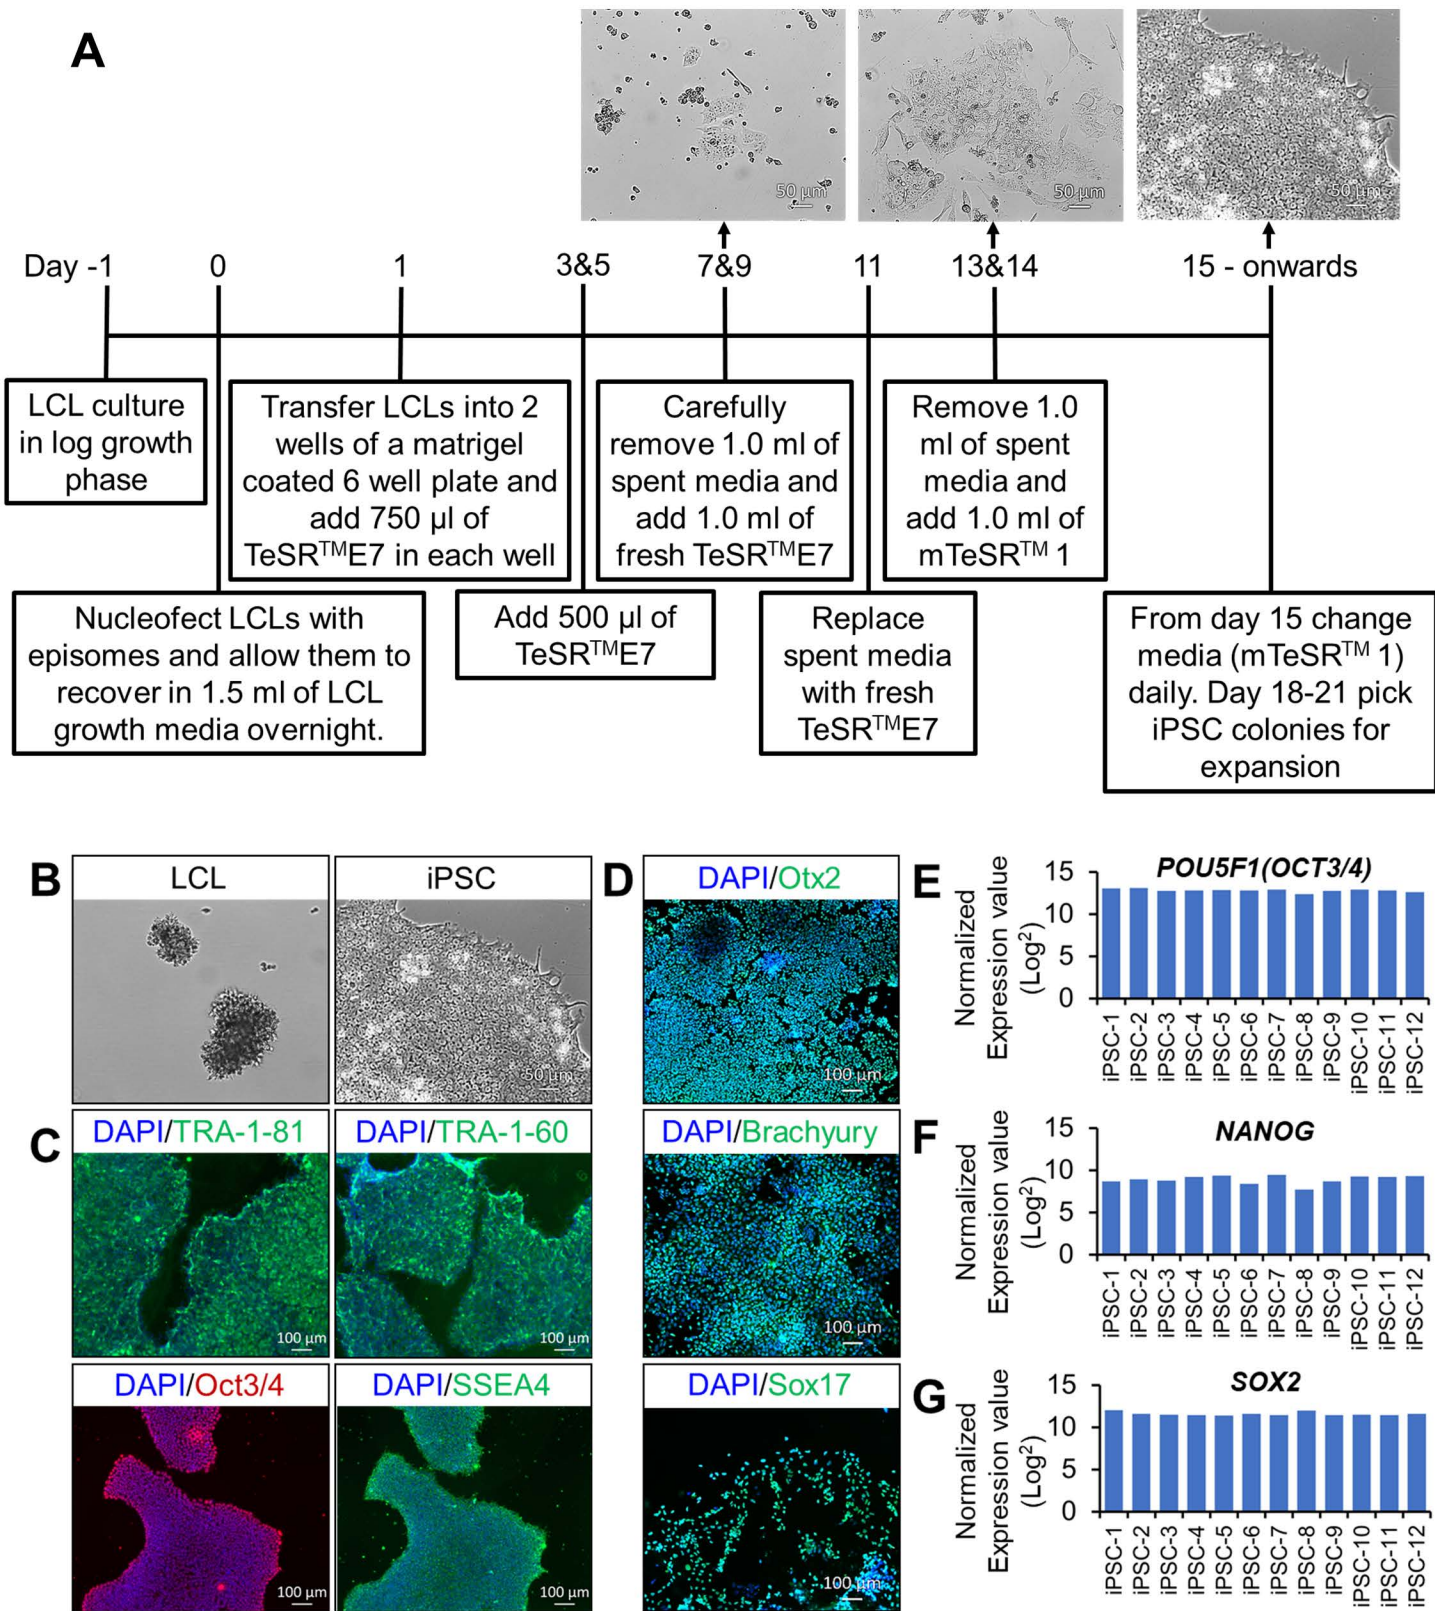 A
50 µm
50 µm
50 µm
Day -1
0
1
3&5
7&9
11
13&14
15 - onwards
LCL culture
in log growth
phase
Transfer LCLs into 2
wells of a matrigel
coated 6 well plate and
add 750 µl of
TeSR™E7 in each well
Carefully
remove 1.0 ml of
spent media and
add 1.0 ml of
fresh TeSR™E7
Remove 1.0
ml of spent
media and
add 1.0 ml of
mTeSR™ 1
Nucleofect LCLs with
episomes and allow them to
recover in 1.5 ml of LCL
growth media overnight.
Add 500 µl of
TeSR™E7
Replace
spent media
with fresh
TeSR™E7
From day 15 change
media (mTeSR™ 1)
daily. Day 18-21 pick
iPSC colonies for
expansion
B
LCL
iPSC
50 µm
C
DAPI/TRA-1-81
100 µm
DAPI/TRA-1-60
100 µm
DAPI/Oct3/4
100 µm
DAPI/SSEA4
100 µm
D
DAPI/Otx2
100 µm
DAPI/Brachyury
100 µm
DAPI/Sox17
100 µm
E
POU5F1(OCT3/4)
Normalized
Expression value
(Log²)
15
10
5
0
iPSC-1
iPSC-2
iPSC-3
iPSC-4
iPSC-5
iPSC-6
iPSC-7
iPSC-8
iPSC-9
iPSC-10
iPSC-11
iPSC-12
F
NANOG
Normalized
Expression value
(Log²)
15
10
5
0
iPSC-1
iPSC-2
iPSC-3
iPSC-4
iPSC-5
iPSC-6
iPSC-7
iPSC-8
iPSC-9
iPSC-10
iPSC-11
iPSC-12
G
SOX2
Normalized
Expression value
(Log²)
15
10
5
0
iPSC-1
iPSC-2
iPSC-3
iPSC-4
iPSC-5
iPSC-6
iPSC-7
iPSC-8
iPSC-9
iPSC-10
iPSC-11
iPSC-12